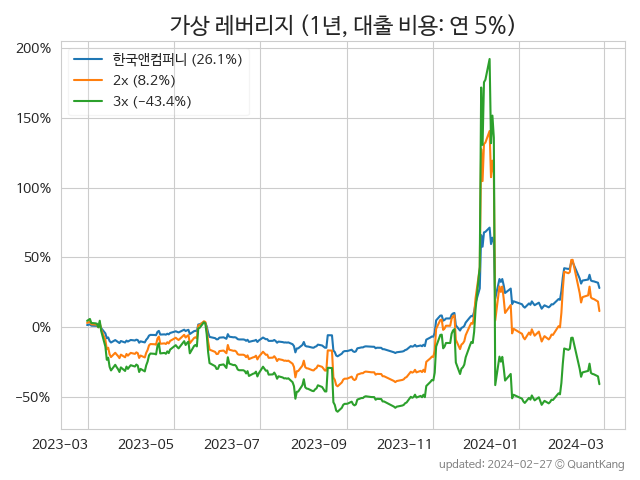 가상 레버리지 (1년, 대출 비용: 연 5%)
200%
150%
100%
50%
0%
−50%
한국앤컴퍼니 (26.1%)
2x (8.2%)
3x (−43.4%)
2023-03
2023-05
2023-07
2023-09
2023-11
2024-01
2024-03
updated: 2024-02-27 © QuantKang